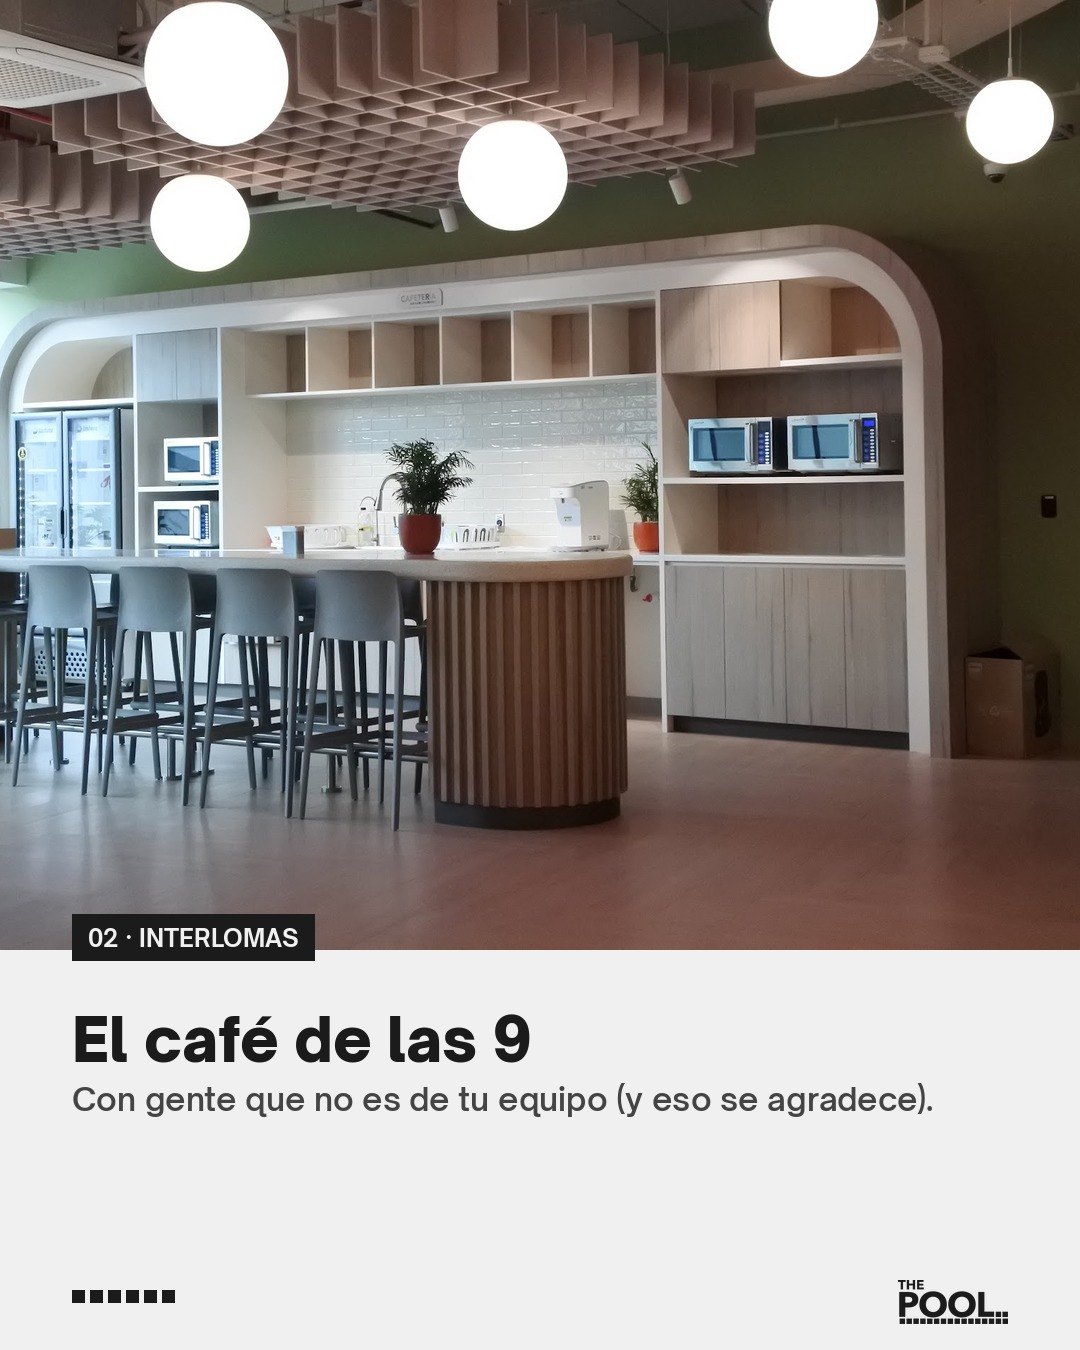 CAFETERIA
02 · INTERLOMAS
El café de las 9
Con gente que no es de tu equipo (y eso se agradece).
THE
POOL